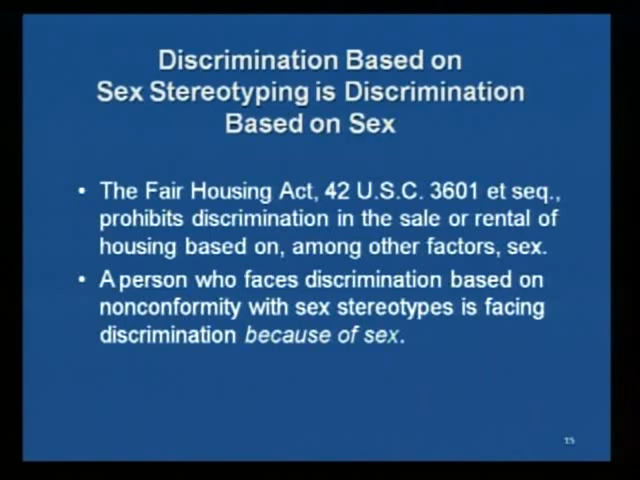 Discrimination Based on
Sex Stereotyping is Discrimination
Based on Sex
• The Fair Housing Act, 42 U.S.C. 3601 et seq.,
prohibits discrimination in the sale or rental of
housing based on, among other factors, sex.
• A person who faces discrimination based on
nonconformity with sex stereotypes is facing
discrimination because of sex.
15